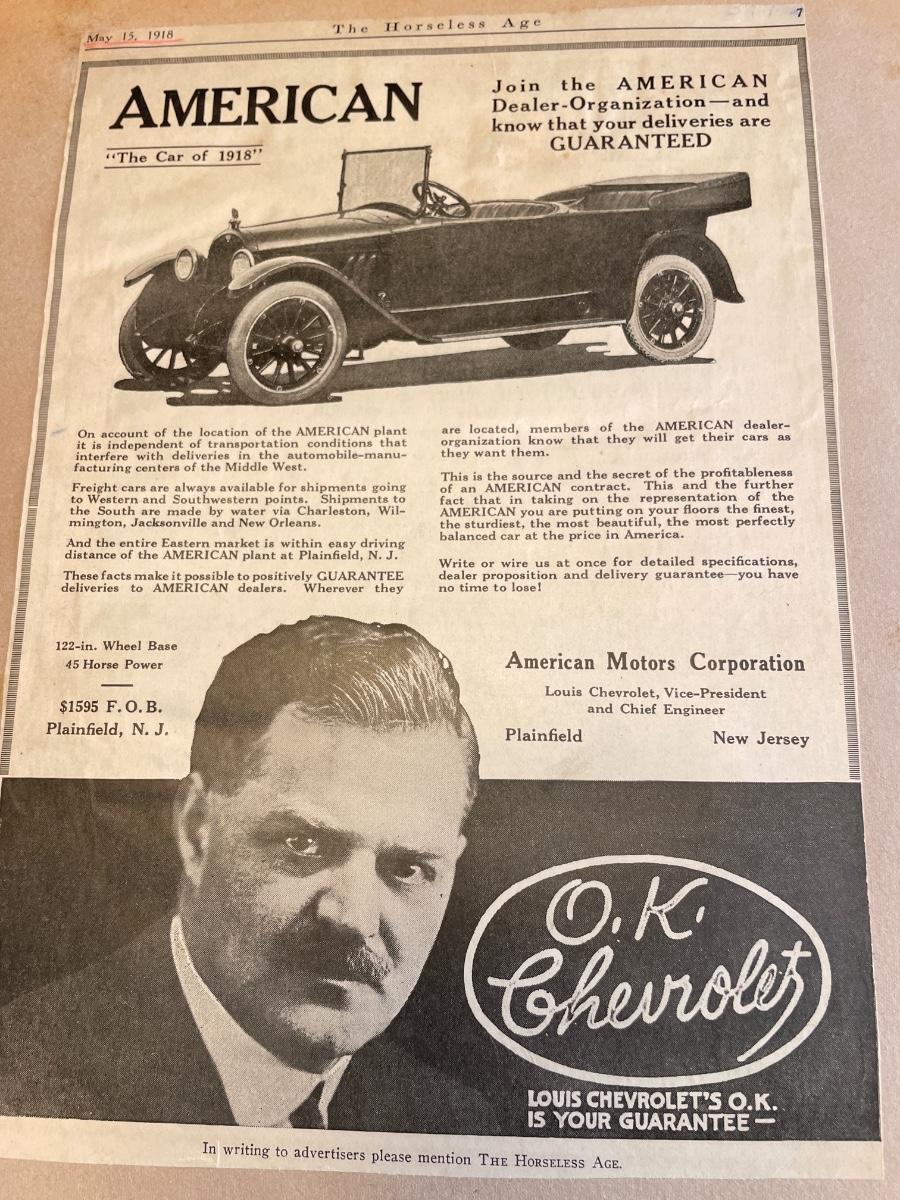 May 15, 1918
The Horseless Age
7
AMERICAN
"The Car of 1918"
Join the AMERICAN
Dealer-Organization—and
know that your deliveries are
GUARANTEED
On account of the location of the AMERICAN plant
it is independent of transportation conditions that
interfere with deliveries in the automobile-manu-
facturing centers of the Middle West.
Freight cars are always available for shipments going
to Western and Southwestern points. Shipments to
the South are made by water via Charleston, Wil-
mington, Jacksonville and New Orleans.
And the entire Eastern market is within easy driving
distance of the AMERICAN plant at Plainfield, N. J.
These facts make it possible to positively GUARANTEE
deliveries to AMERICAN dealers. Wherever they
are located, members of the AMERICAN dealer-
organization know that they will get their cars as
they want them.
This is the source and the secret of the profitableness
of an AMERICAN contract. This and the further
fact that in taking on the representation of the
AMERICAN you are putting on your floors the finest,
the sturdiest, the most beautiful, the most perfectly
balanced car at the price in America.
Write or wire us at once for detailed specifications,
dealer proposition and delivery guarantee—you have
no time to lose!
122-in. Wheel Base
45 Horse Power
$1595 F. O. B.
Plainfield, N. J.
American Motors Corporation
Louis Chevrolet, Vice-President
and Chief Engineer
Plainfield New Jersey
O.K.
Chevrolet
LOUIS CHEVROLET'S O.K.
IS YOUR GUARANTEE—
In writing to advertisers please mention THE HORSELESS AGE.